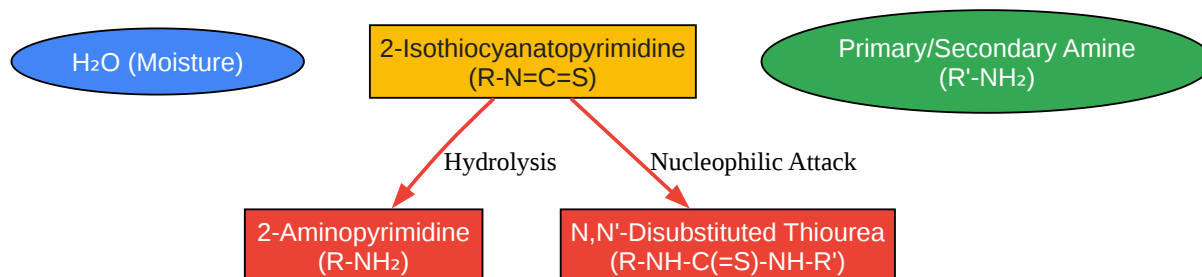 H₂O (Moisture)
2-Isothiocyanatopyrimidine
(R-N=C=S)
Primary/Secondary Amine
(R'-NH₂)
Hydrolysis
Nucleophilic Attack
2-Aminopyrimidine
(R-NH₂)
N,N'-Disubstituted Thiourea
(R-NH-C(=S)-NH-R')